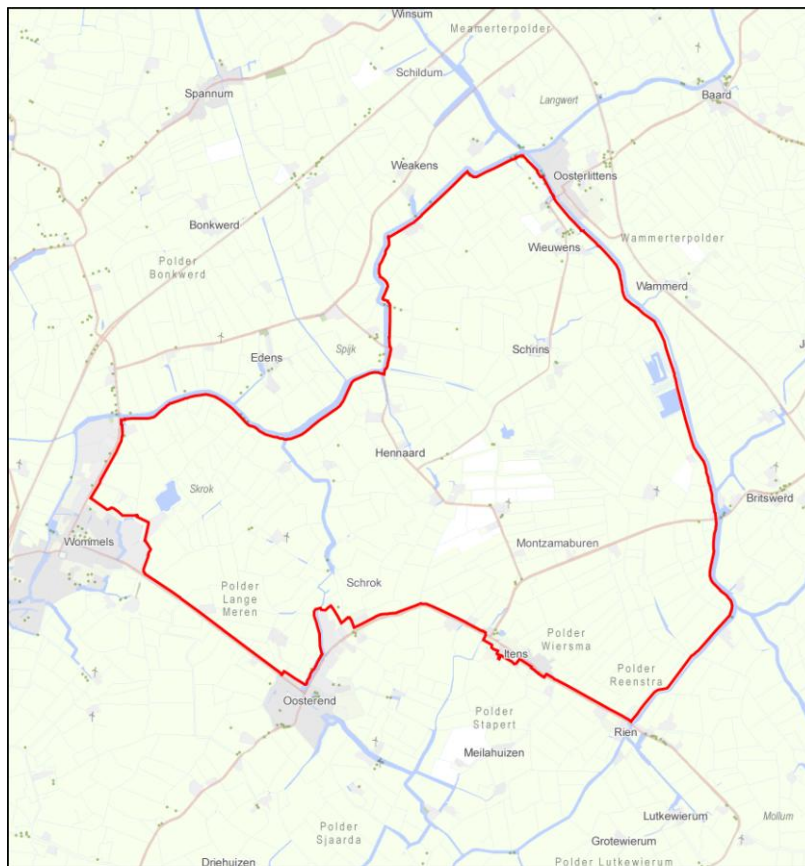 Winsum
Meamerterpolder
Schildum
Spannum
Langwert
Baard
Weakens
Oosterlittens
Bonkwerd
Wieuwens
Wammerterpolder
Polder
Bonkwerd
Wammerd
Spijk
Edens
Schrins
J
Hennaard
Skrok
Britswerd
Wommels
Montzamaburen
Schrok
Polder
Lange
Meren
Polder
Wiersma
Itens
Polder
Reenstra
Oosterend
Polder
Stapert
Rien
Meilahuizen
Lutkewierum
Mollum
Polder
Sjaarda
Grotewierum
Driehuizen
Polder Lutkewierum